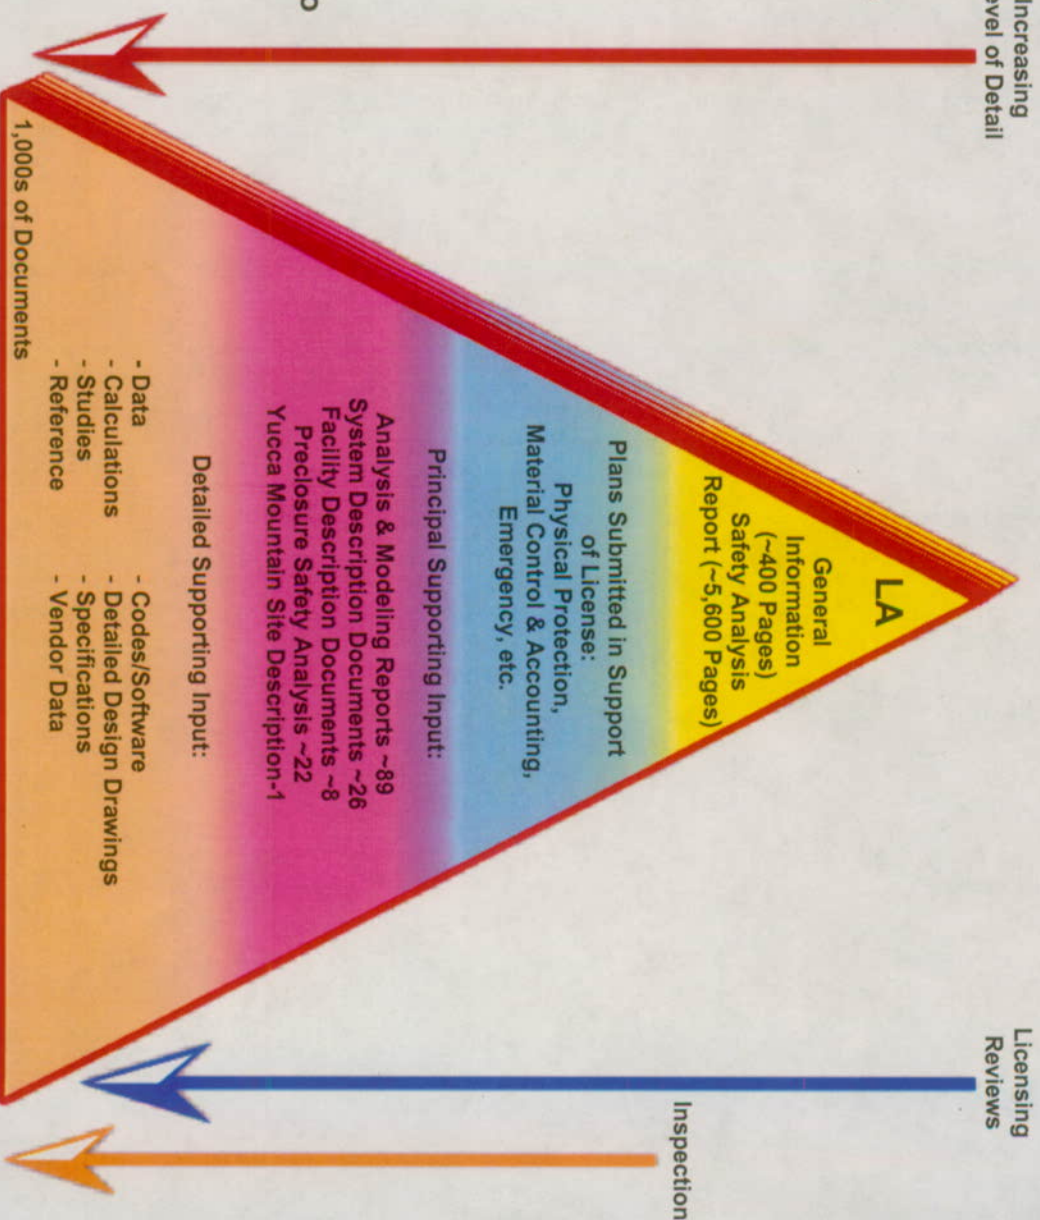 Increasing
evel of Detail
Licensing
Reviews
Inspection
LA
General
Information
(~400 Pages)
Safety Analysis
Report (~5,600 Pages)
Plans Submitted in Support
of License:
Physical Protection,
Material Control & Accounting,
Emergency, etc.
Principal Supporting Input:
Analysis & Modeling Reports ~89
System Description Documents ~26
Facility Description Documents ~8
Preclosure Safety Analysis ~22
Yucca Mountain Site Description-1
Detailed Supporting Input:
- Data
- Calculations
- Studies
- Reference
- Codes/Software
- Detailed Design Drawings
- Specifications
- Vendor Data
1,000s of Documents